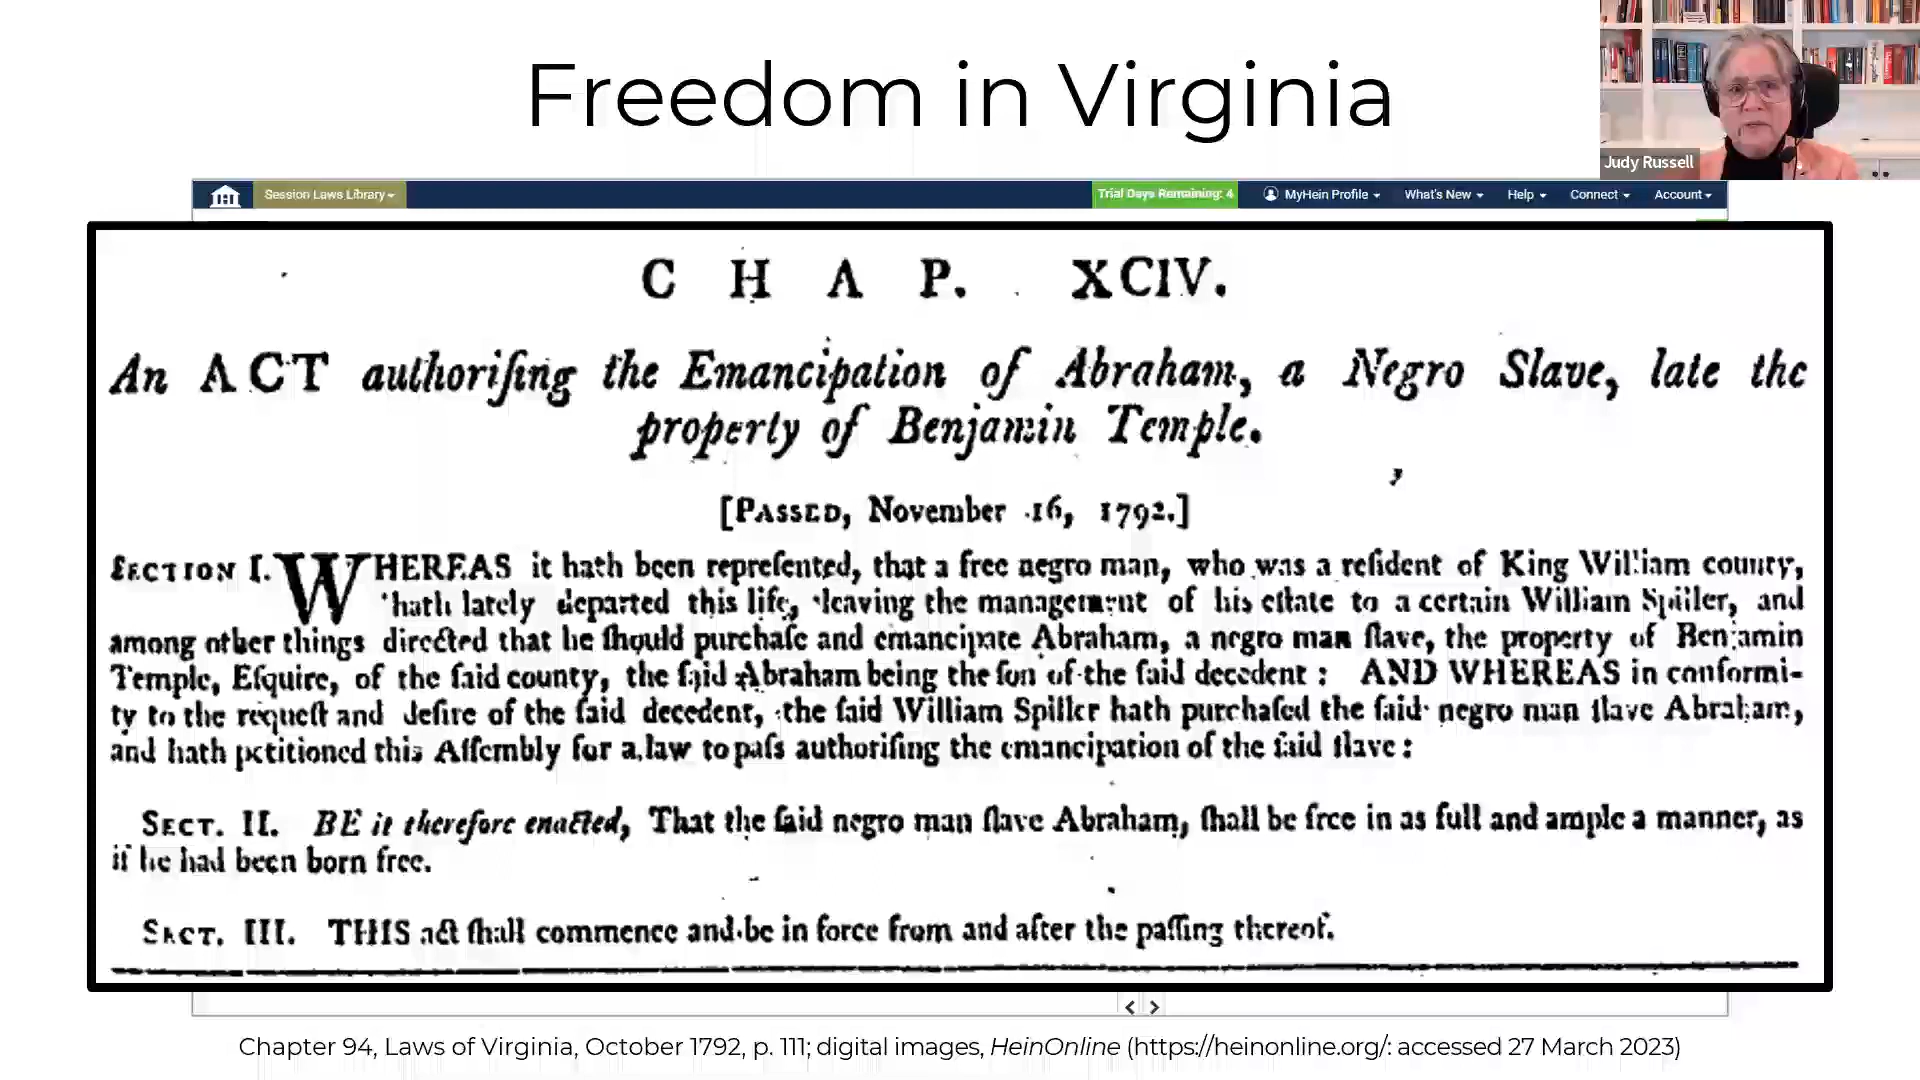 Freedom in Virginia
Judy Russell
Session Laws Library
Trial Days Remaining: 4
MyHein Profile
What's New
Help
Connect
Account
C H A P. XCIV.
An ACT authoriſing the Emancipation of Abraham, a Negro Slave, late the
property of Benjamin Temple.
[PASSED, November 16, 1792.]
SECTION I. WHEREAS it hath been repreſented, that a free negro man, who was a reſident of King William county,
hath lately departed this life, leaving the management of his eſtate to a certain William Spiller, and
among other things directed that he ſhould purchaſe and emancipate Abraham, a negro man ſlave, the property of Benjamin
Temple, Eſquire, of the ſaid county, the ſaid Abraham being the ſon of the ſaid decedent : AND WHEREAS in conformi-
ty to the requeſt and deſire of the ſaid decedent, the ſaid William Spiller hath purchaſed the ſaid negro man ſlave Abraham,
and hath petitioned this Aſſembly for a law to paſs authoriſing the emancipation of the ſaid ſlave :
SECT. II. BE it therefore enacted, That the ſaid negro man ſlave Abraham, ſhall be free in as full and ample a manner, as
if he had been born free.
SECT. III. THIS act ſhall commence and be in force from and after the paſſing thereof.
Chapter 94, Laws of Virginia, October 1792, p. 111; digital images, HeinOnline (https://heinonline.org/: accessed 27 March 2023)